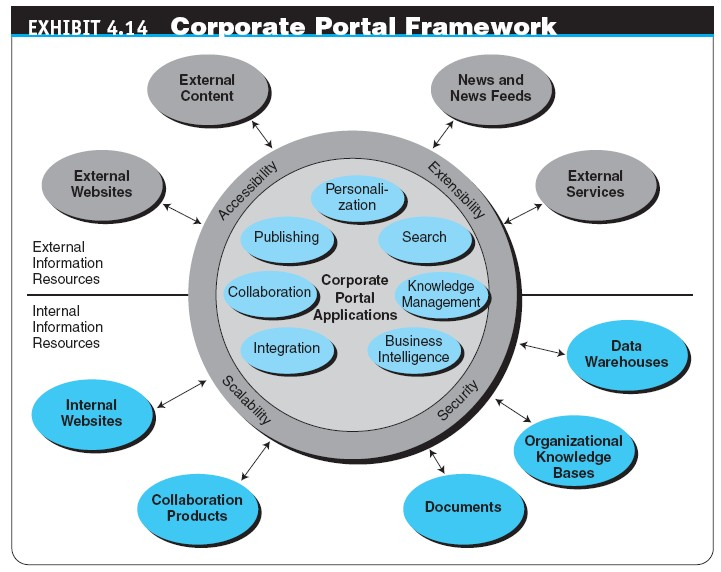 EXHIBIT 4.14 Corporate Portal Framework
External
Content
News and
News Feeds
External
Websites
External
Services
Accessibility
Extensibility
Personali-
zation
Publishing
Search
External
Information
Resources
Collaboration
Corporate
Portal
Applications
Knowledge
Management
Internal
Information
Resources
Integration
Business
Intelligence
Data
Warehouses
Scalability
Security
Internal
Websites
Organizational
Knowledge
Bases
Collaboration
Products
Documents